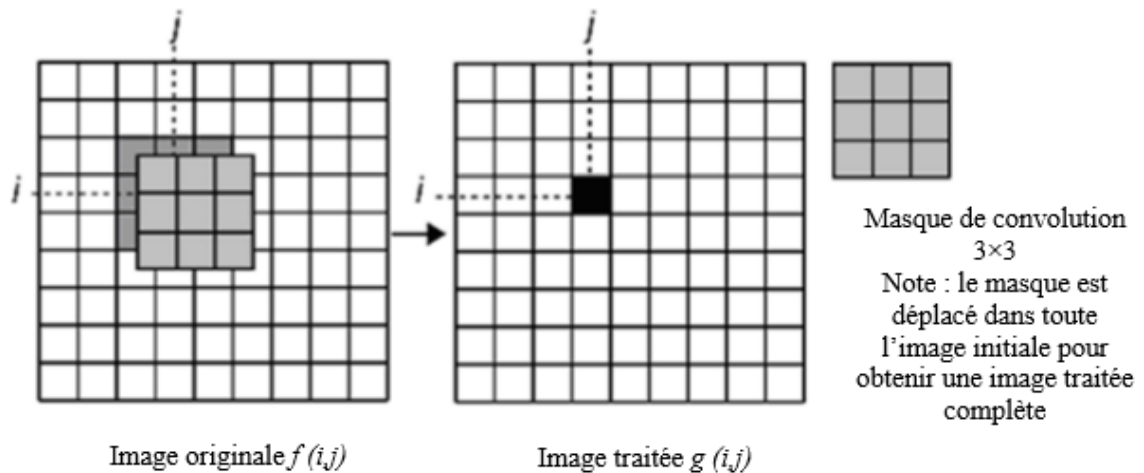 j
j
i
i
Masque de convolution
3×3
Note : le masque est
déplacé dans toute
l'image initiale pour
obtenir une image traitée
complète
Image originale f (i,j)
Image traitée g (i,j)